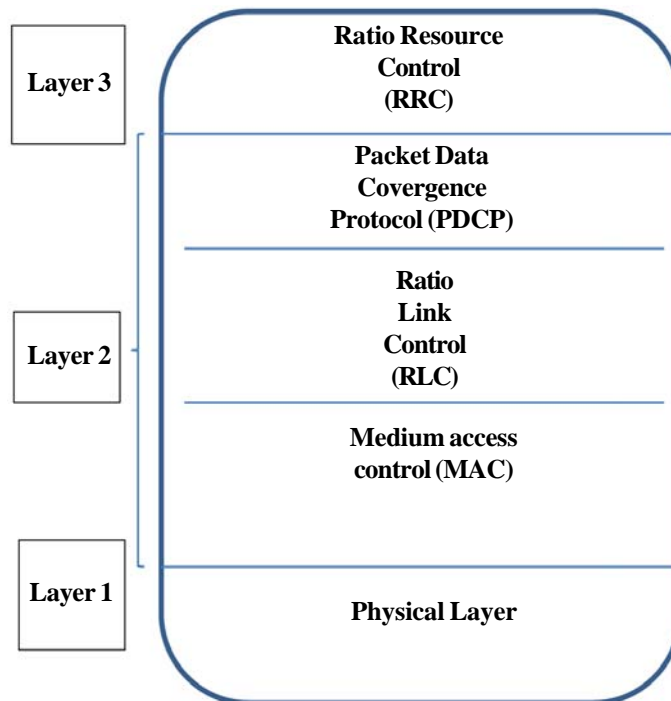 Layer 3
Ratio Resource
Control
(RRC)
Packet Data
Covergence
Protocol (PDCP)
Layer 2
Ratio
Link
Control
(RLC)
Medium access
control (MAC)
Layer 1
Physical Layer